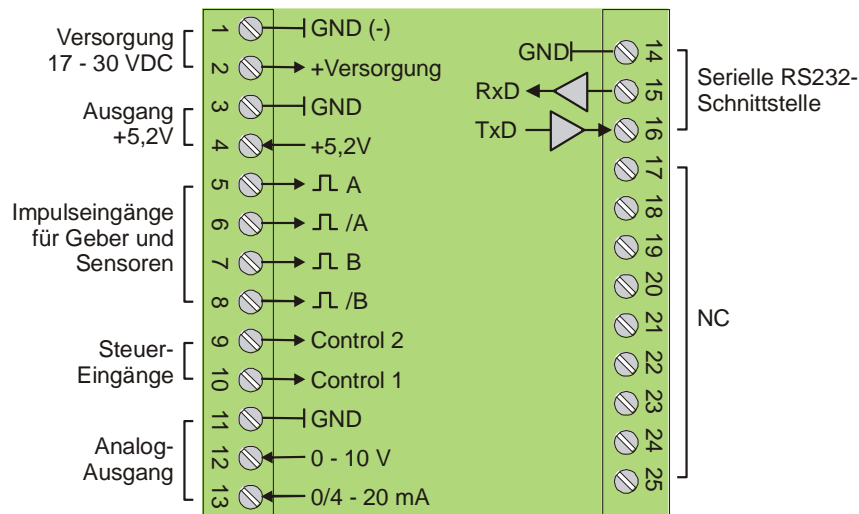 Versorgung
17 - 30 VDC
1
GND (-)
2
+Versorgung
Ausgang
+5,2V
3
GND
4
+5,2V
Impulseingänge
für Geber und
Sensoren
5
A
6
/A
7
B
8
/B
Steuer-
Eingänge
9
Control 2
10
Control 1
Analog-
Ausgang
11
GND
12
0 - 10 V
13
0/4 - 20 mA
GND
14
RxD
15
TxD
16
Serielle RS232-
Schnittstelle
17
18
19
20
21
22
23
24
25
NC